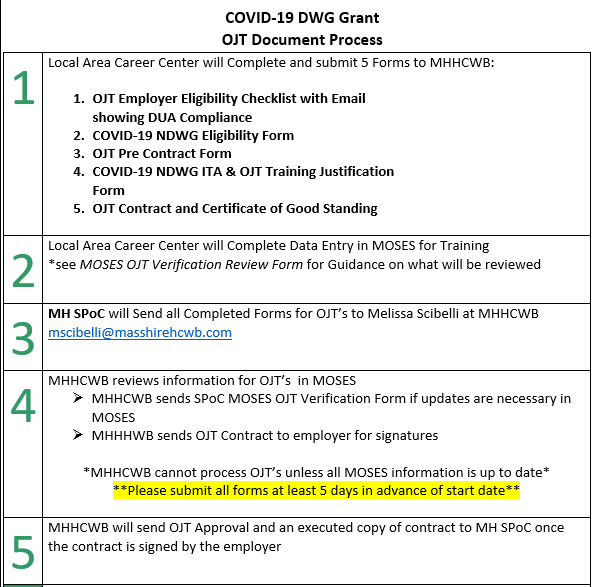 COVID-19 DWG Grant
OJT Document Process
1
Local Area Career Center will Complete and submit 5 Forms to MHHCWB:
1. OJT Employer Eligibility Checklist with Email
showing DUA Compliance
2. COVID-19 NDWG Eligibility Form
3. OJT Pre Contract Form
4. COVID-19 NDWG ITA & OJT Training Justification
Form
5. OJT Contract and Certificate of Good Standing
2
Local Area Career Center will Complete Data Entry in MOSES for Training
*see MOSES OJT Verification Review Form for Guidance on what will be reviewed
3
MH SPoC will Send all Completed Forms for OJT’s to Melissa Scibelli at MHHCWB
mscibelli@masshirehcwb.com
4
MHHCWB reviews information for OJT’s  in MOSES
➢ MHHCWB sends SPoC MOSES OJT Verification Form if updates are necessary in
MOSES
➢ MHHHWB sends OJT Contract to employer for signatures
*MHHCWB cannot process OJT’s unless all MOSES information is up to date*
**Please submit all forms at least 5 days in advance of start date**
5
MHHCWB will send OJT Approval and an executed copy of contract to MH SPoC once
the contract is signed by the employer